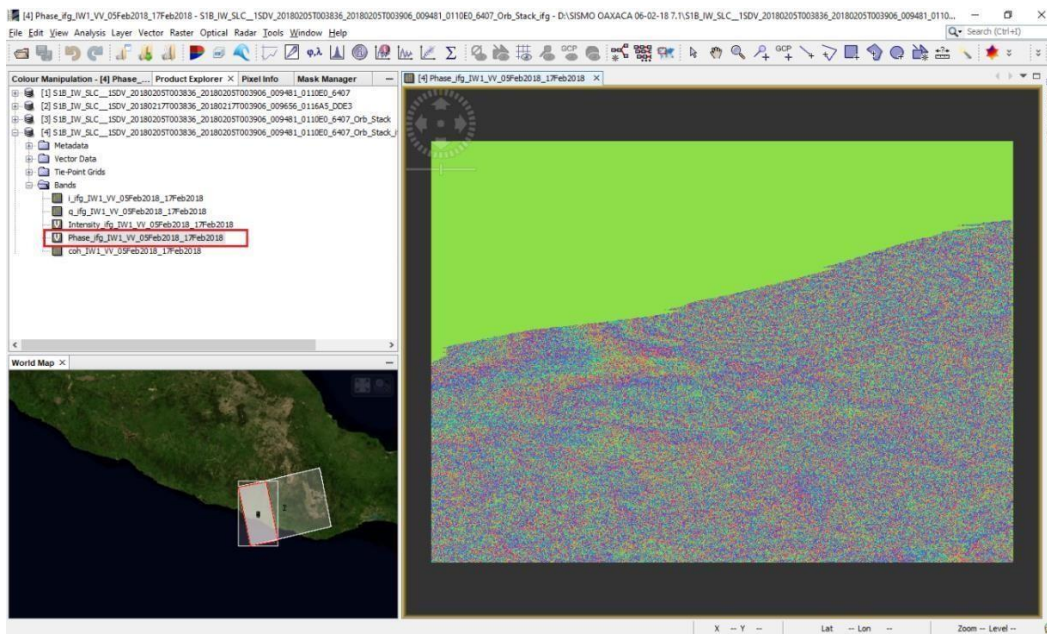 [4] Phase_ifg_IW1_VV_05Feb2018_17Feb2018 - S1B_IW_SLC__1SDV_20180205T003836_20180205T003906_009481_0110E0_6407_Orb_Stack_ifg - D:\SISMO OAXACA 06-02-18 7.1\S1B_IW_SLC__1SDV_20180205T003836_20180205T003906_009481_0110...
File Edit View Analysis Layer Vector Raster Optical Radar Tools Window Help
Search (Ctrl+I)
φ,λ Σ GCP GCP
Colour Manipulation - [4] Phase_... Product Explorer × Pixel Info Mask Manager
[4] Phase_ifg_IW1_VV_05Feb2018_17Feb2018 ×
[1] S1B_IW_SLC__1SDV_20180205T003836_20180205T003906_009481_0110E0_6407
[2] S1B_IW_SLC__1SDV_20180217T003836_20180217T003906_009656_0116A5_DDE3
[3] S1B_IW_SLC__1SDV_20180205T003836_20180205T003906_009481_0110E0_6407_Orb_Stack
[4] S1B_IW_SLC__1SDV_20180205T003836_20180205T003906_009481_0110E0_6407_Orb_Stack_i
Metadata
Vector Data
Tie-Point Grids
Bands
i_ifg_IW1_VV_05Feb2018_17Feb2018
q_ifg_IW1_VV_05Feb2018_17Feb2018
Intensity_ifg_IW1_VV_05Feb2018_17Feb2018
Phase_ifg_IW1_VV_05Feb2018_17Feb2018
coh_IW1_VV_05Feb2018_17Feb2018
World Map ×
2
X -- Y -- Lat -- Lon -- Zoom -- Level --